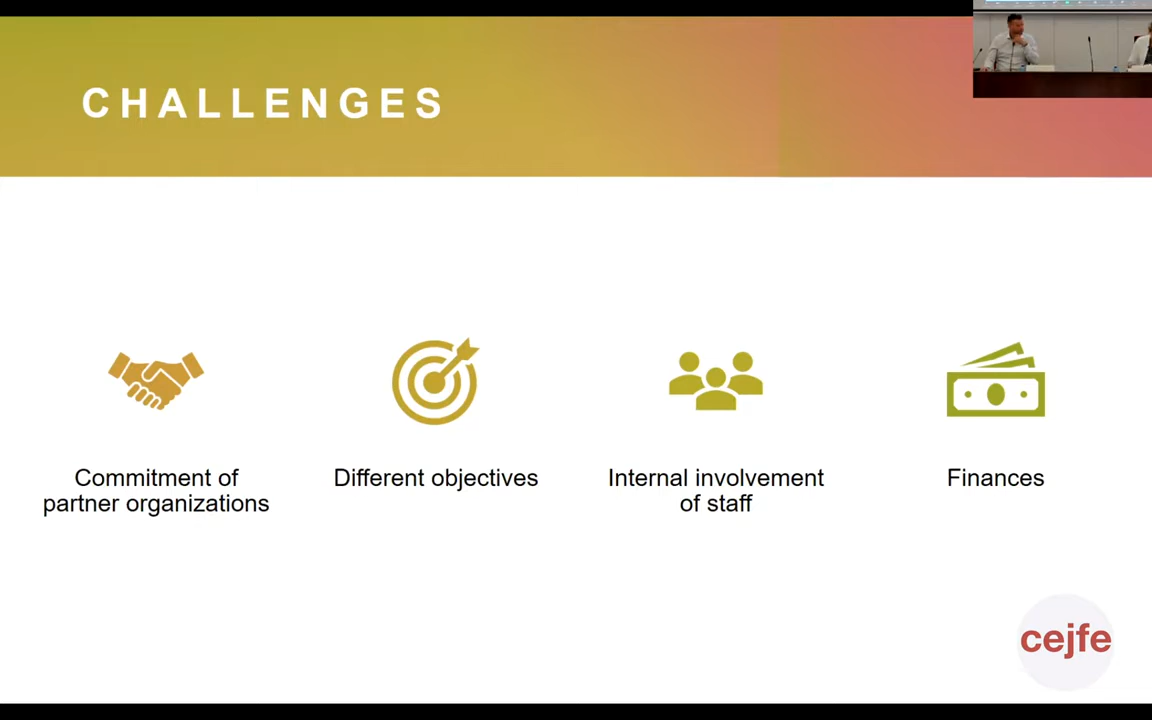 CHALLENGES
Commitment of
partner organizations
Different objectives
Internal involvement
of staff
Finances
cejfe